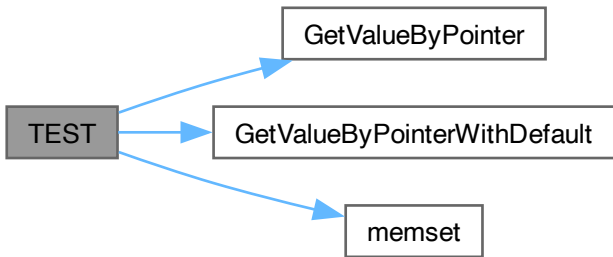 GetValueByPointer
TEST
GetValueByPointerWithDefault
memset